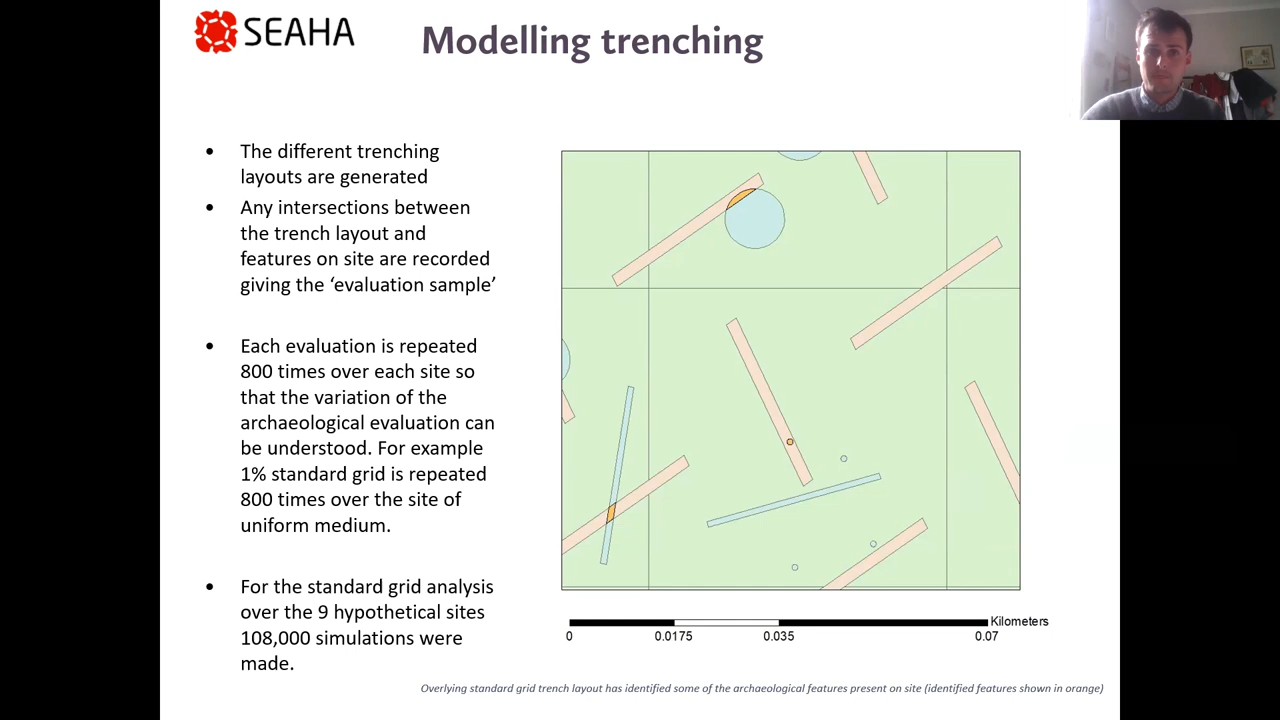 SEAHA
Modelling trenching
• The different trenching
layouts are generated
• Any intersections between
the trench layout and
features on site are recorded
giving the ‘evaluation sample’
• Each evaluation is repeated
800 times over each site so
that the variation of the
archaeological evaluation can
be understood. For example
1% standard grid is repeated
800 times over the site of
uniform medium.
• For the standard grid analysis
over the 9 hypothetical sites
108,000 simulations were
made.
Kilometers
0 0.0175 0.035 0.07
Overlying standard grid trench layout has identified some of the archaeological features present on site (identified features shown in orange)